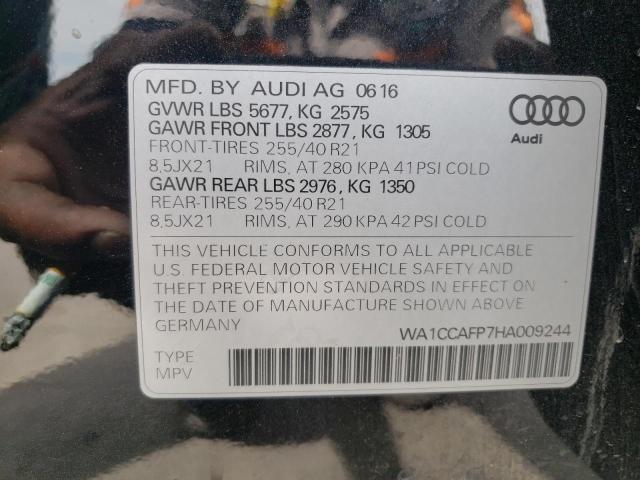 MFD. BY AUDI AG 06 16
GVWR LBS 5677, KG 2575
GAWR FRONT LBS 2877, KG 1305
FRONT-TIRES 255/40 R21
8,5JX21 RIMS, AT 280 KPA 41 PSI COLD
GAWR REAR LBS 2976, KG 1350
REAR-TIRES 255/40 R21
8,5JX21 RIMS, AT 290 KPA 42 PSI COLD
Audi
THIS VEHICLE CONFORMS TO ALL APPLICABLE
U.S. FEDERAL MOTOR VEHICLE SAFETY AND
THEFT PREVENTION STANDARDS IN EFFECT ON
THE DATE OF MANUFACTURE SHOWN ABOVE
GERMANY
WA1CCAFP7HA009244
TYPE
MPV